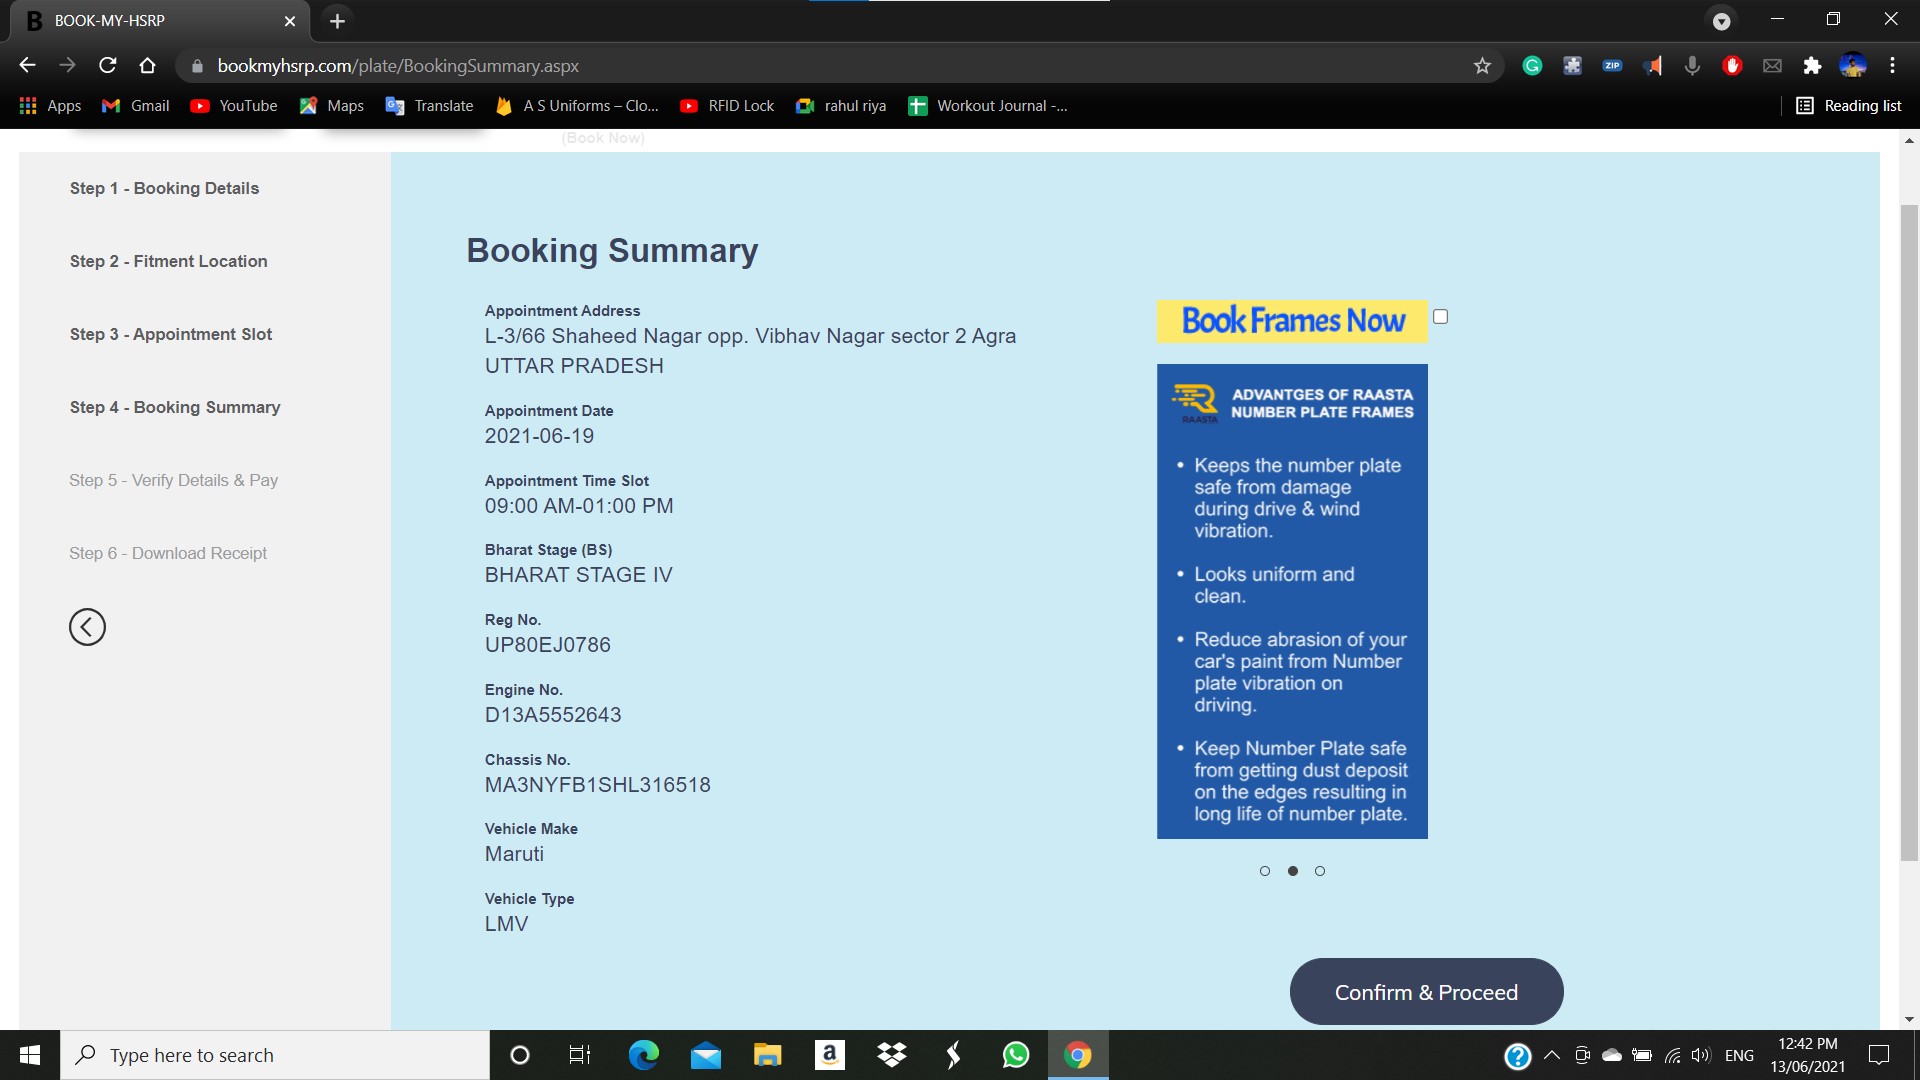 BOOK-MY-HSRP
bookmyhsrp.com/plate/BookingSummary.aspx
ZIP
Apps
Gmail
YouTube
Maps
Translate
A S Uniforms – Clo...
RFID Lock
rahul riya
Workout Journal -...
Reading list
(Book Now)
Step 1 - Booking Details
Step 2 - Fitment Location
Step 3 - Appointment Slot
Step 4 - Booking Summary
Step 5 - Verify Details & Pay
Step 6 - Download Receipt
Booking Summary
Appointment Address
L-3/66 Shaheed Nagar opp. Vibhav Nagar sector 2 Agra
UTTAR PRADESH
Appointment Date
2021-06-19
Appointment Time Slot
09:00 AM-01:00 PM
Bharat Stage (BS)
BHARAT STAGE IV
Reg No.
UP80EJ0786
Engine No.
D13A5552643
Chassis No.
MA3NYFB1SHL316518
Vehicle Make
Maruti
Vehicle Type
LMV
Book Frames Now
RAASTA
ADVANTGES OF RAASTA
NUMBER PLATE FRAMES
• Keeps the number plate
safe from damage
during drive & wind
vibration.
• Looks uniform and
clean.
• Reduce abrasion of your
car's paint from Number
plate vibration on
driving.
• Keep Number Plate safe
from getting dust deposit
on the edges resulting in
long life of number plate.
Confirm & Proceed
Type here to search
ENG
12:42 PM
13/06/2021